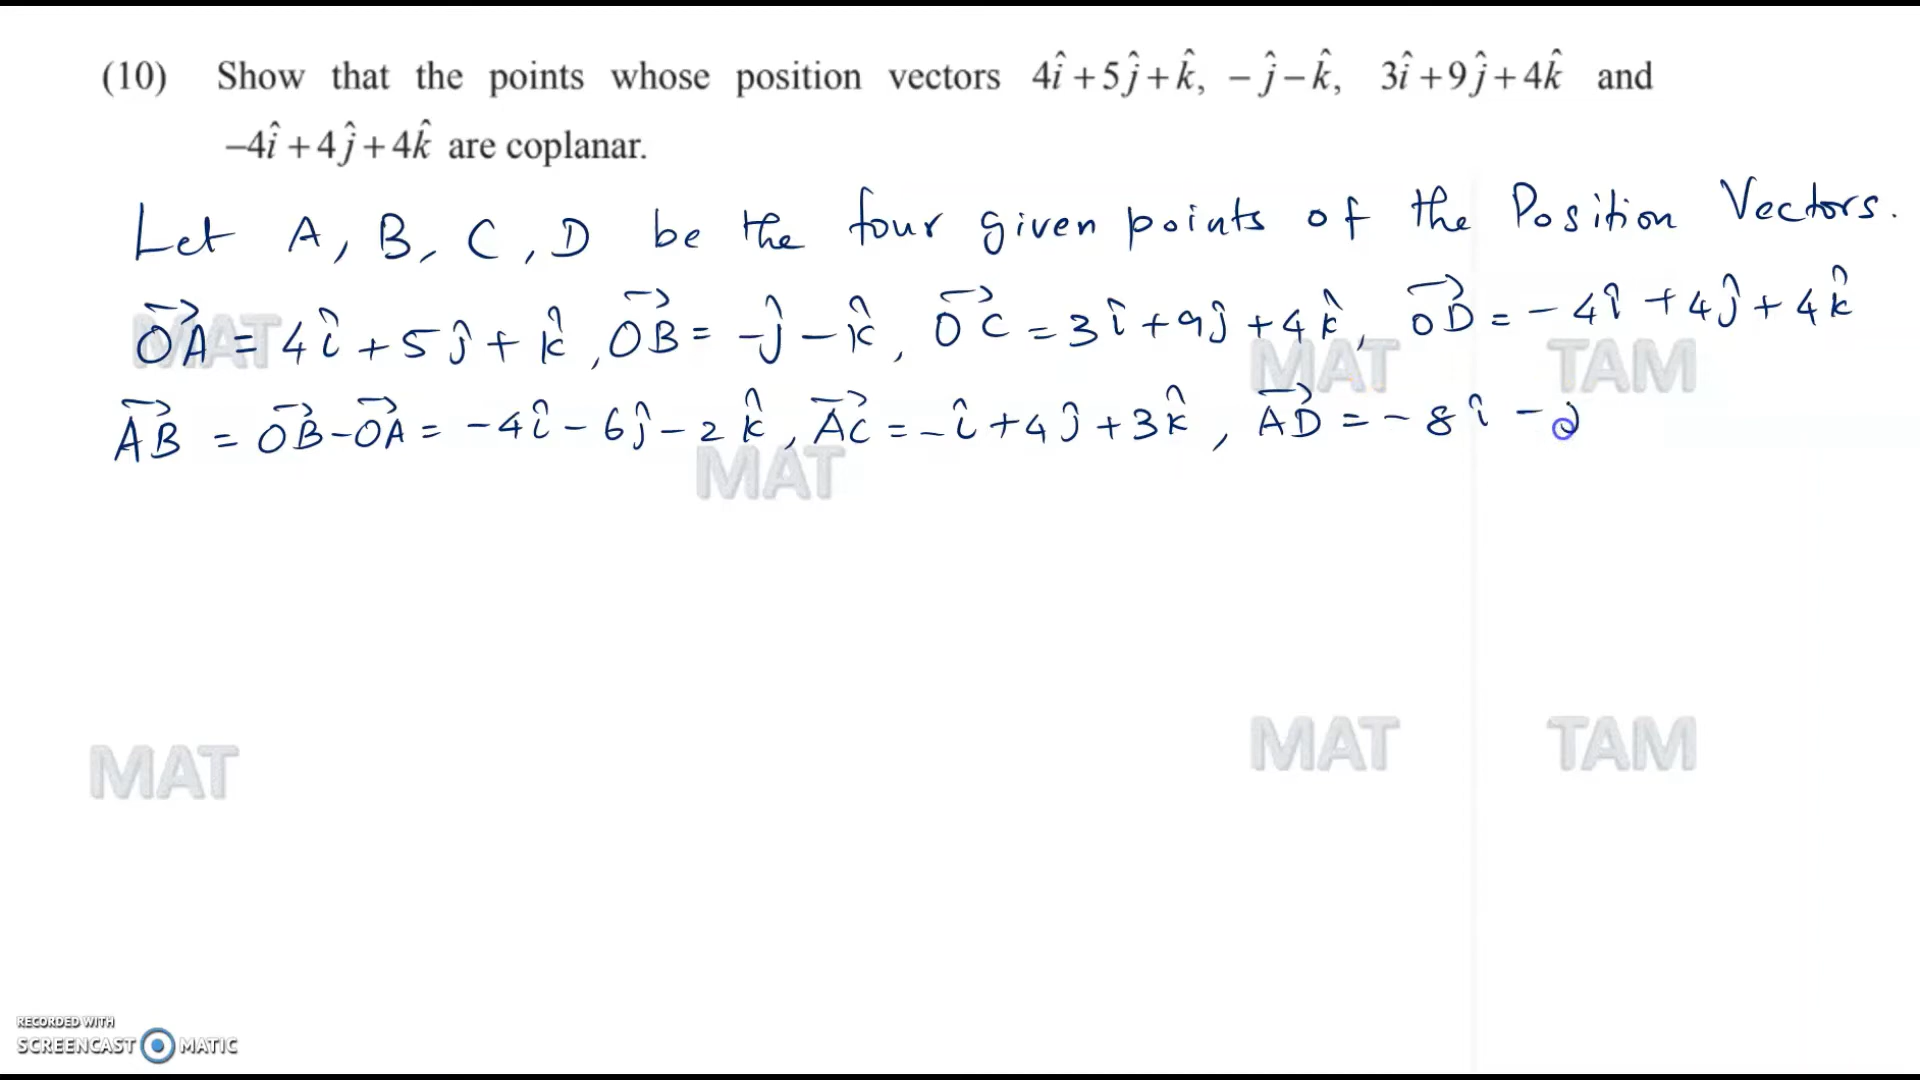 (10) Show that the points whose position vectors 4î + 5ĵ + k̂, − ĵ − k̂, 3î + 9ĵ + 4k̂ and
−4î + 4ĵ + 4k̂ are coplanar.
Let A, B, C, D be the four given points of the Position Vectors.
OA⃗ = 4î + 5ĵ + k̂, OB⃗ = -ĵ - k̂, OC⃗ = 3î + 9ĵ + 4k̂, OD⃗ = - 4î + 4ĵ + 4k̂
AB⃗ = OB⃗ - OA⃗ = -4î - 6ĵ - 2k̂, AC⃗ = -î + 4ĵ + 3k̂, AD⃗ = - 8î - j
MAT
MAT TAM
MAT
MAT
MAT TAM
RECORDED WITH
SCREENCAST MATIC